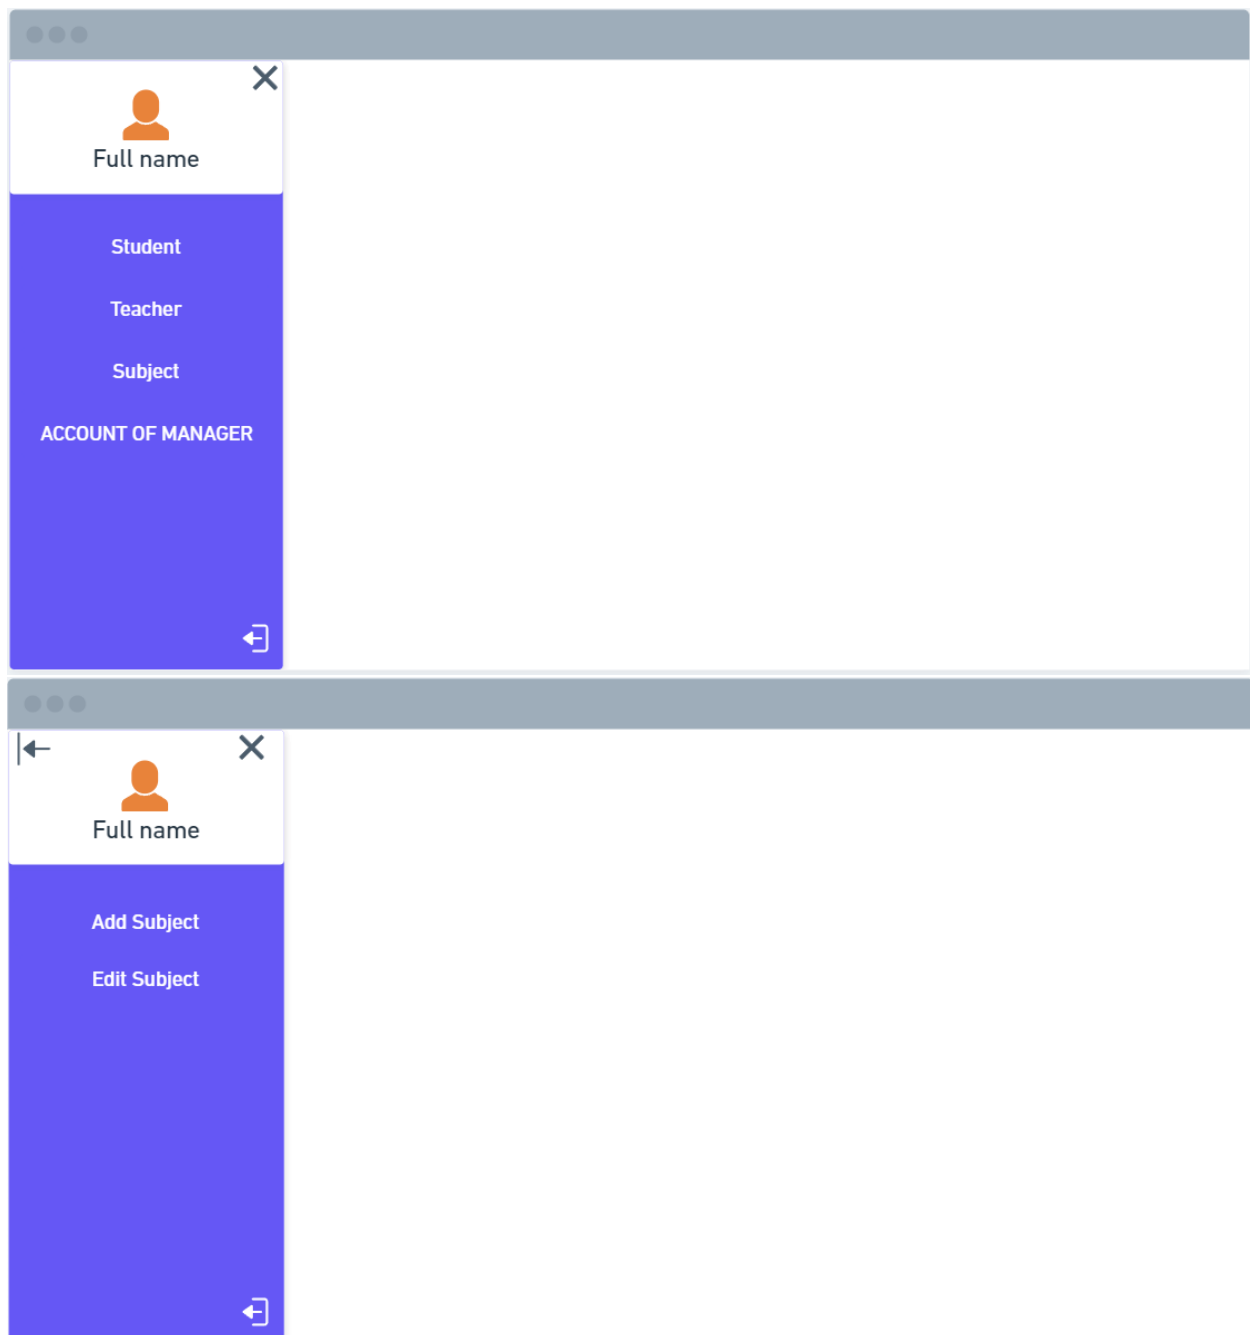 Full name
Student
Teacher
Subject
ACCOUNT OF MANAGER
Full name
Add Subject
Edit Subject